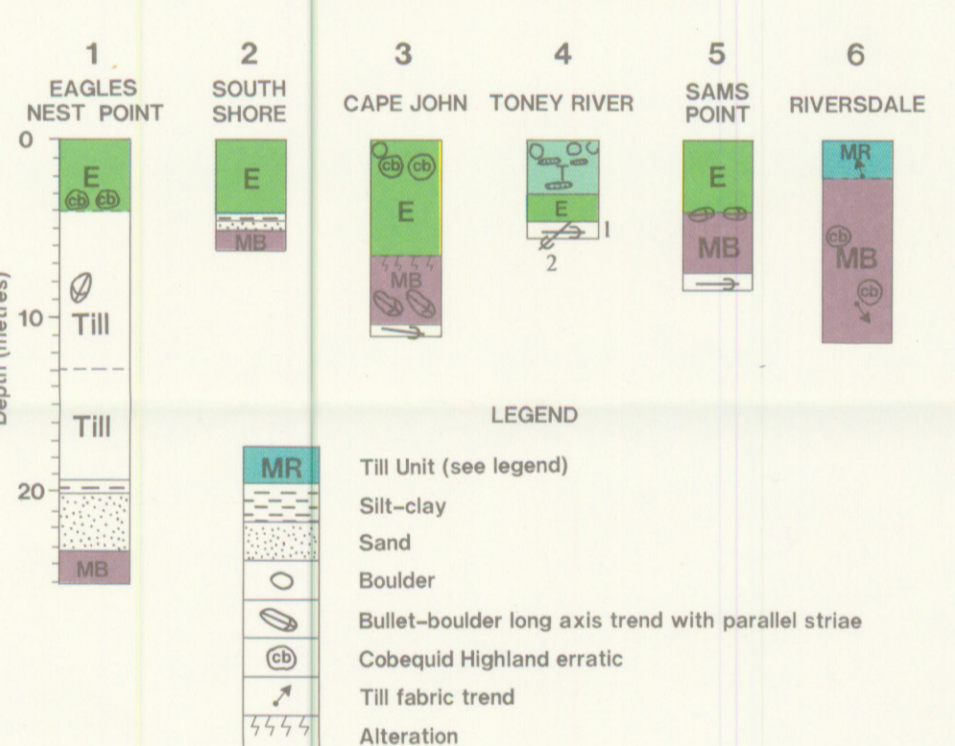 1 2 3 4 5 6
EAGLES NEST POINT
SOUTH SHORE
CAPE JOHN
TONEY RIVER
SAMS POINT
RIVERSDALE
0
10
20
Depth (metres)
E
cb cb
Till
Till
MB
E
MB
cb cb
E
MB
T
E
1
2
E
MB
MR
cb
MB
cb
LEGEND
MR Till Unit (see legend)
Silt–clay
Sand
Boulder
Bullet–boulder long axis trend with parallel striae
cb Cobequid Highland erratic
Till fabric trend
Alteration